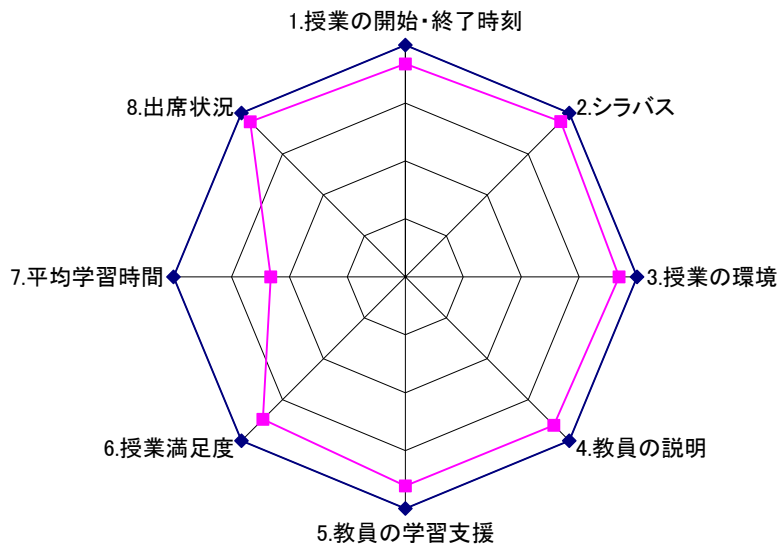 1.授業の開始・終了時刻
2.シラバス
3.授業の環境
4.教員の説明
5.教員の学習支援
6.授業満足度
7.平均学習時間
8.出席状況